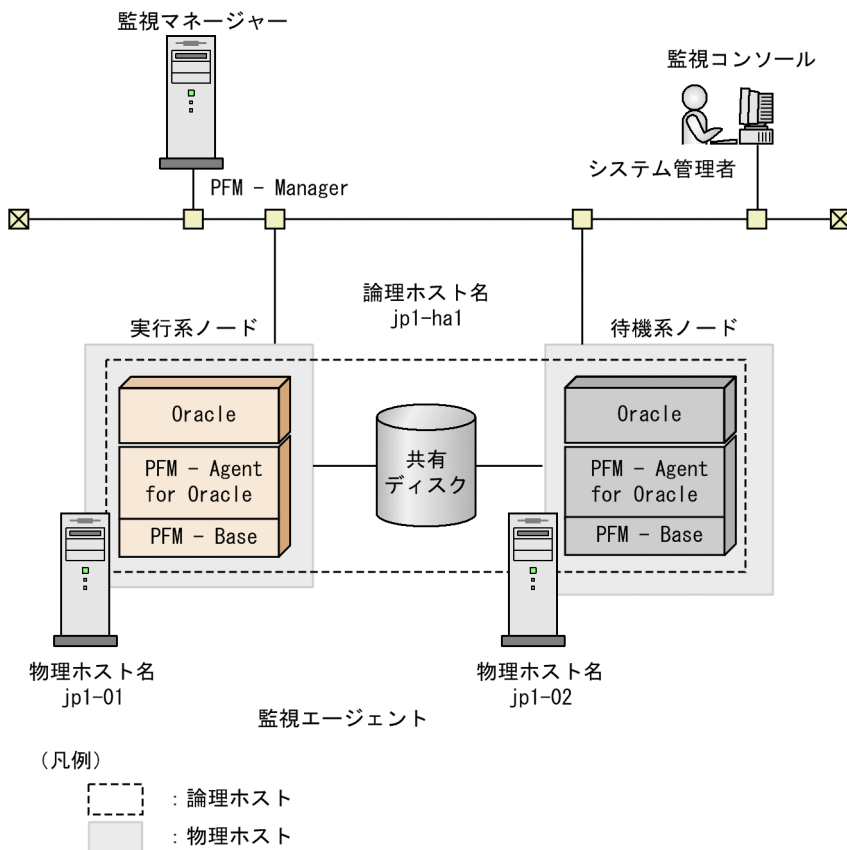 監視マネージャー
監視コンソール
システム管理者
PFM - Manager
論理ホスト名
jp1-ha1
実行系ノード
待機系ノード
Oracle
PFM - Agent
for Oracle
PFM - Base
共有
ディスク
Oracle
PFM - Agent
for Oracle
PFM - Base
物理ホスト名
jp1-01
物理ホスト名
jp1-02
監視エージェント
(凡例)
：論理ホスト
：物理ホスト